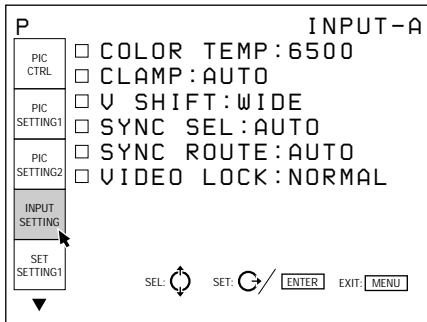 P INPUT-A
PIC
CTRL
PIC
SETTING1
PIC
SETTING2
INPUT
SETTING
SET
SETTING1
COLOR TEMP:6500
CLAMP:AUTO
V SHIFT:WIDE
SYNC SEL:AUTO
SYNC ROUTE:AUTO
VIDEO LOCK:NORMAL
SEL: SET: / ENTER EXIT: MENU